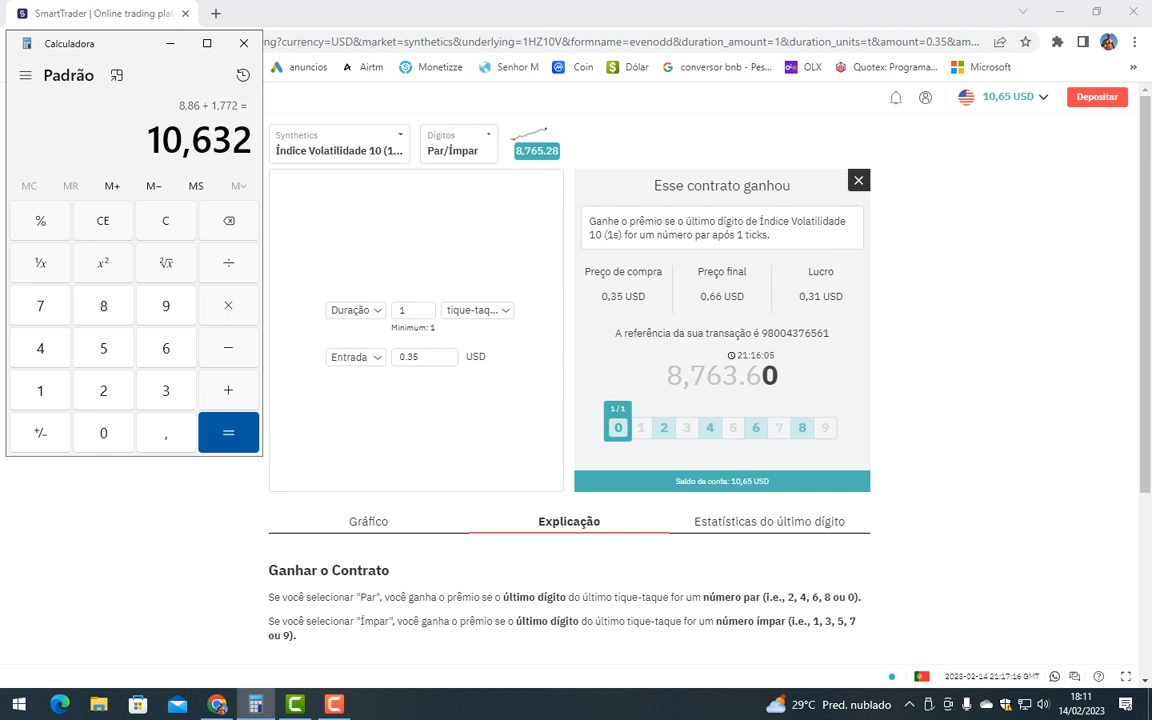 SmartTrader | Online trading plat
Calculadora
ing?currency=USD&market=synthetics&underlying=1HZ10V&formname=evenodd&duration_amount=1&duration_units=t&amount=0.35&am...
anuncios
Airtm
Monetizze
Senhor M
Coin
Dólar
conversor bnb - Pes...
OLX
Quotex: Programa...
Microsoft
»
Padrão
8,86 + 1,772 =
10,632
MC MR M+ M− MS M˅
% CE C
¹/x x² ²√x ÷
7 8 9 ×
4 5 6 −
1 2 3 +
+/− 0 , =
10,65 USD
Depositar
Synthetics
Índice Volatilidade 10 (1...
Dígitos
Par/Ímpar
8,765.28
Duração 1 tique-taq...
Minimum: 1
Entrada 0.35 USD
Esse contrato ganhou
Ganhe o prêmio se o último dígito de Índice Volatilidade
10 (1s) for um número par após 1 ticks.
Preço de compra Preço final Lucro
0,35 USD 0,66 USD 0,31 USD
A referência da sua transação é 98004376561
21:16:05
8,763.60
1 / 1
0 1 2 3 4 5 6 7 8 9
Saldo da conta: 10,65 USD
Gráfico Explicação Estatísticas do último dígito
Ganhar o Contrato
Se você selecionar "Par", você ganha o prêmio se o último dígito do último tique-taque for um número par (i.e., 2, 4, 6, 8 ou 0).
Se você selecionar "Ímpar", você ganha o prêmio se o último dígito do último tique-taque for um número ímpar (i.e., 1, 3, 5, 7
ou 9).
2023-02-14 21:17:16 GMT
29°C Pred. nublado
18:11
14/02/2023